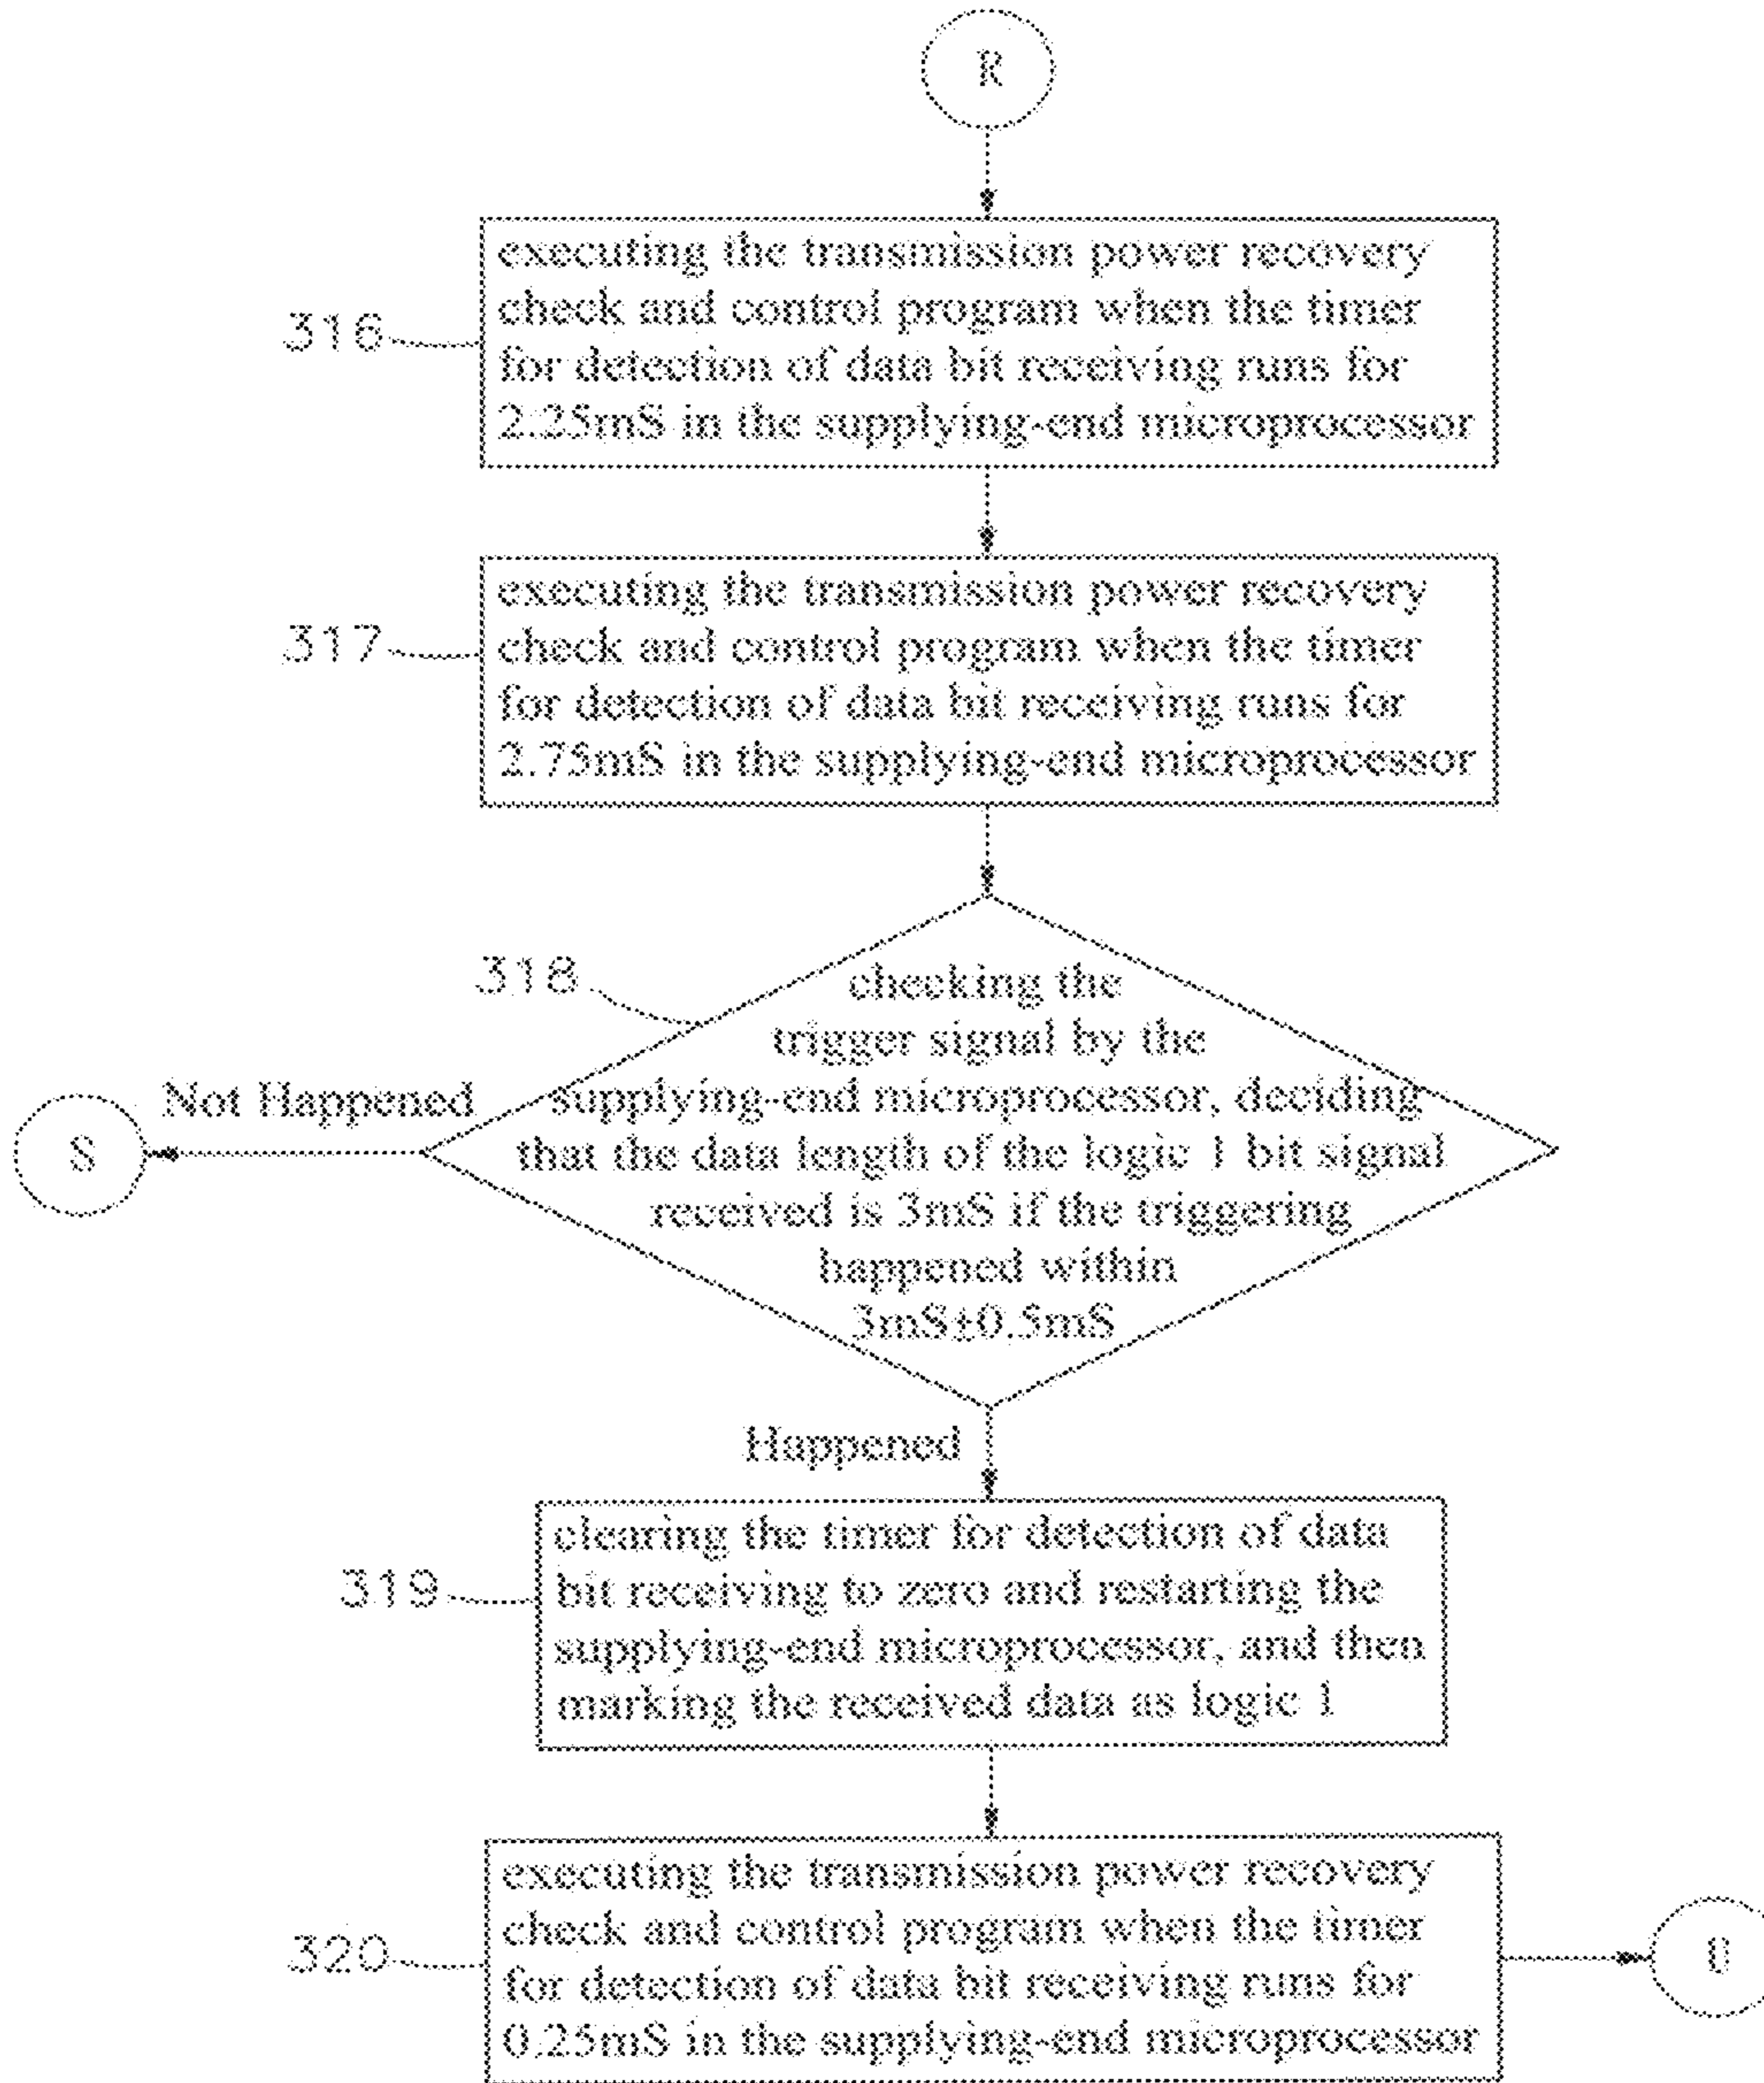 R
316
executing the transmission power recovery
check and control program when the timer
for detection of data bit receiving runs for
2.25mS in the supplying-end microprocessor
317
executing the transmission power recovery
check and control program when the timer
for detection of data bit receiving runs for
2.75mS in the supplying-end microprocessor
318
checking the
trigger signal by the
supplying-end microprocessor, deciding
that the data length of the logic 1 bit signal
received is 3mS if the triggering
happened within
3mS±0.5mS
Not Happened
S
Happened
319
clearing the timer for detection of data
bit receiving to zero and restarting the
supplying-end microprocessor, and then
marking the received data as logic 1
320
executing the transmission power recovery
check and control program when the timer
for detection of data bit receiving runs for
0.25mS in the supplying-end microprocessor